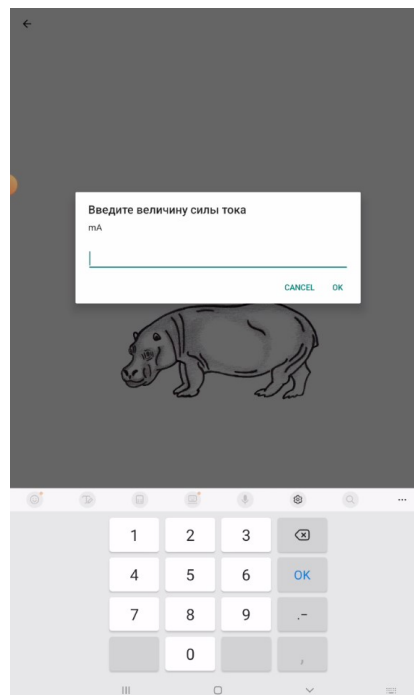 Введите величину силы тока
mA
CANCEL OK
1 2 3
4 5 6 OK
7 8 9 .-
0 ,